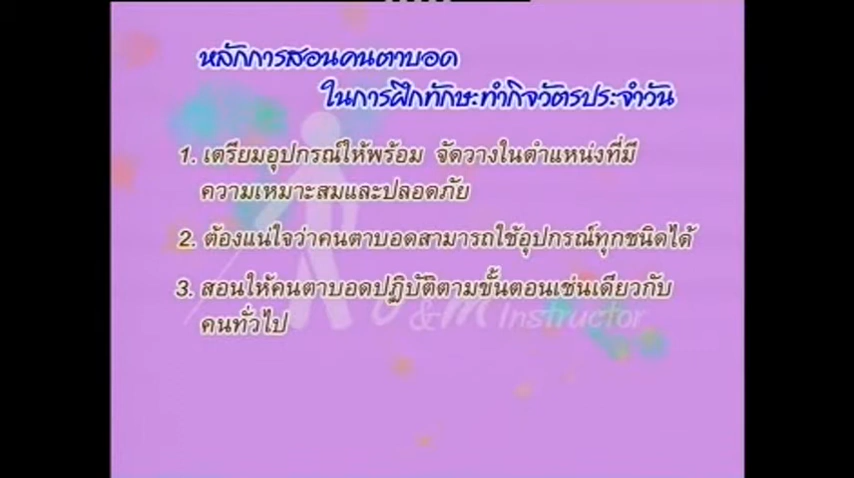 หลักการสอนคนตาบอด
ในการฝึกทักษะทำกิจวัตรประจำวัน
1. เตรียมอุปกรณ์ให้พร้อม จัดวางในตำแหน่งที่มี
ความเหมาะสมและปลอดภัย
2. ต้องแน่ใจว่าคนตาบอดสามารถใช้อุปกรณ์ทุกชนิดได้
3. สอนให้คนตาบอดปฏิบัติตามขั้นตอนเช่นเดียวกับ
คนทั่วไป
O&M Instructor